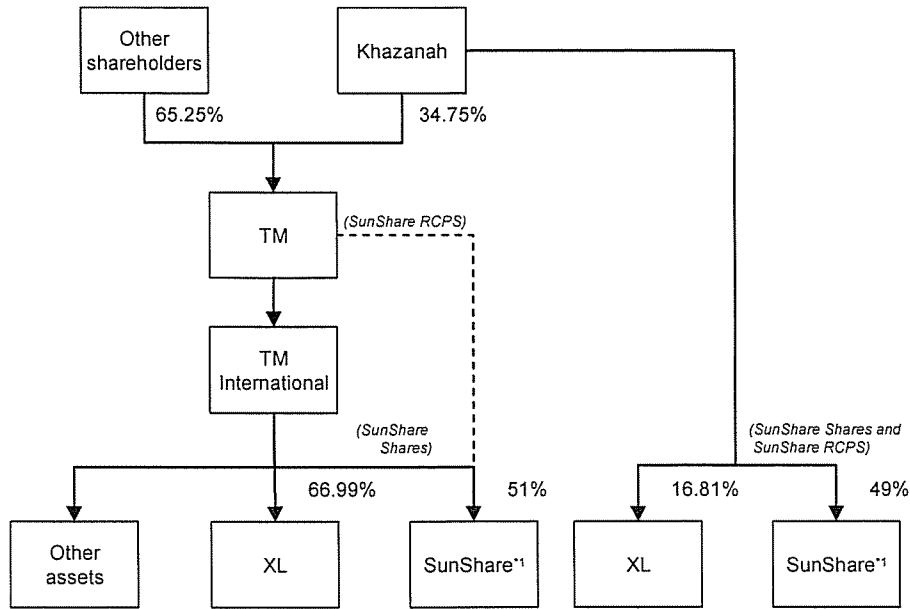 Other
shareholders
Khazanah
65.25%
34.75%
TM
(SunShare RCPS)
TM
International
(SunShare
Shares)
(SunShare Shares and
SunShare RCPS)
66.99%
51%
16.81%
49%
Other
assets
XL
SunShare*1
XL
SunShare*1